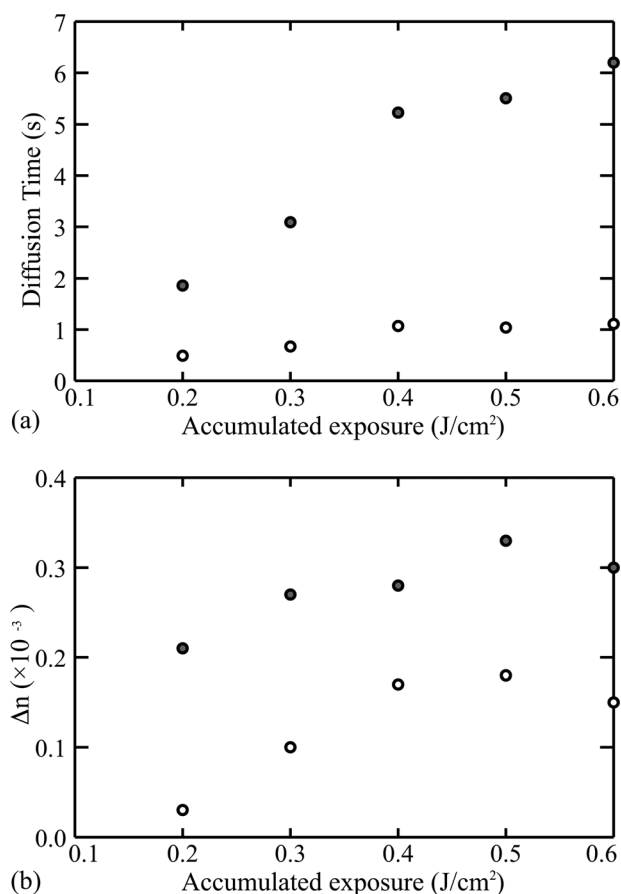 7
6
5
4
3
2
1
0
Diffusion Time (s)
0.1 0.2 0.3 0.4 0.5 0.6
(a) Accumulated exposure (J/cm²)
0.4
0.3
0.2
0.1
0.0
Δn (×10⁻³)
0.1 0.2 0.3 0.4 0.5 0.6
(b) Accumulated exposure (J/cm²)